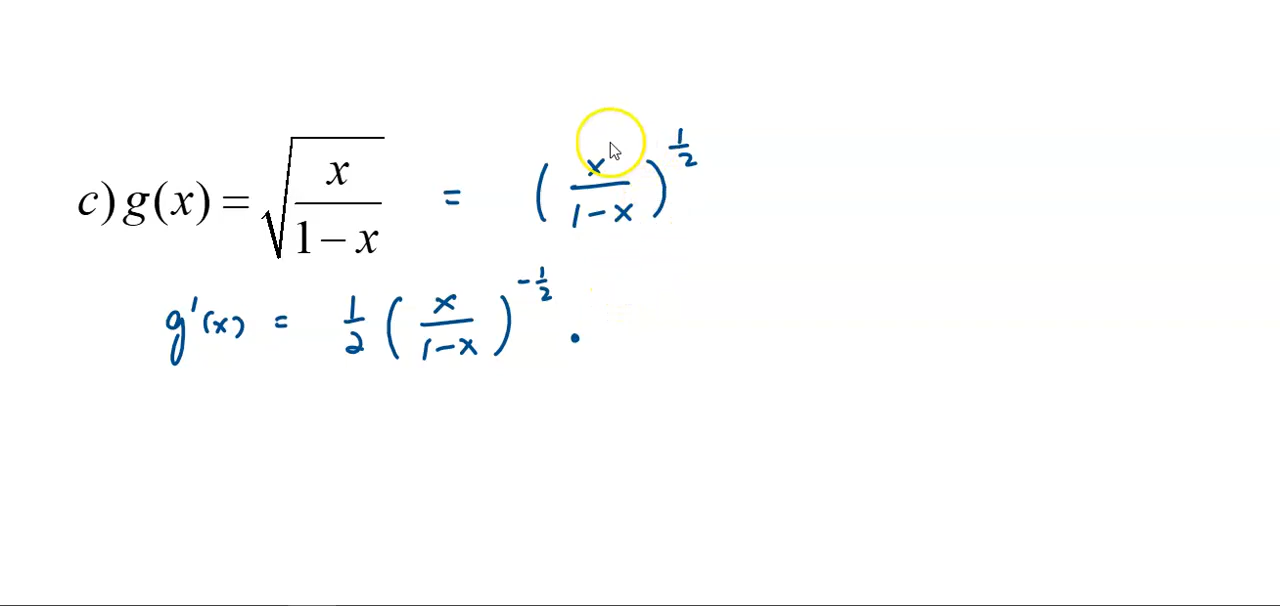 c) g(x) = √(x/(1−x)) = (x/(1−x))^(1/2)
g'(x) = 1/2 (x/(1−x))^(−1/2) ·